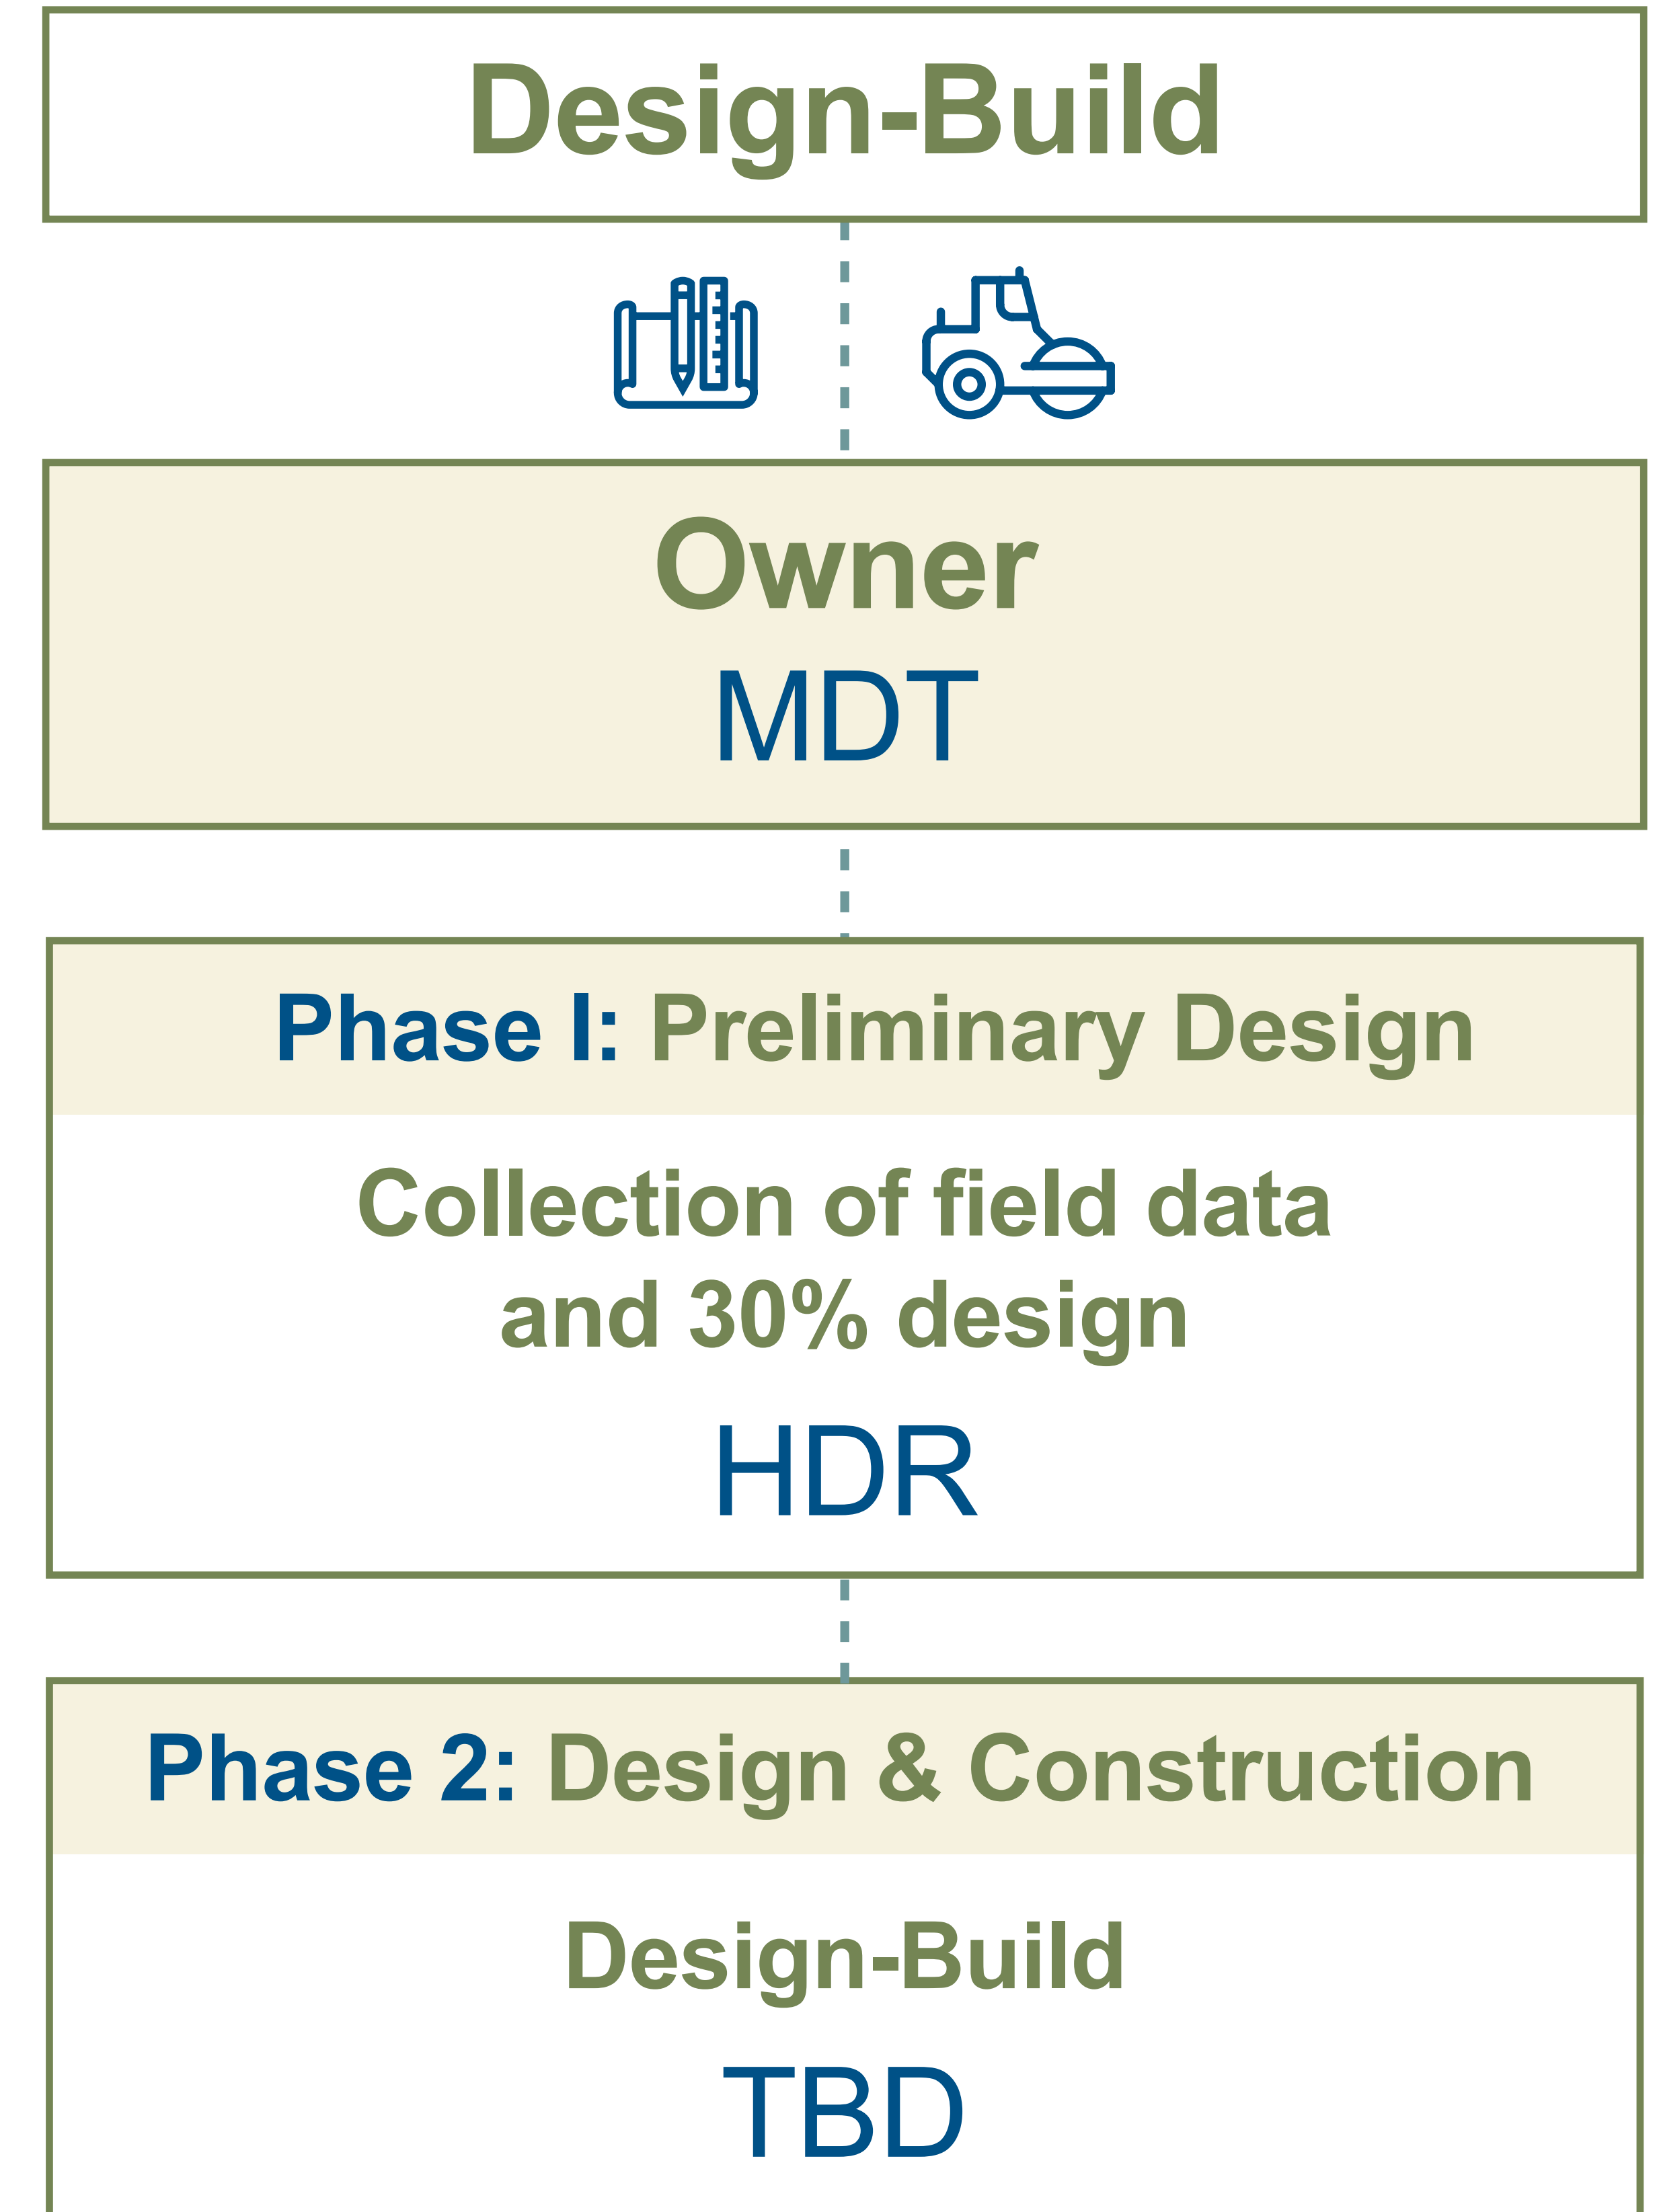 Design-Build
Owner
MDT
Phase I: Preliminary Design
Collection of field data
and 30% design
HDR
Phase 2: Design & Construction
Design-Build
TBD